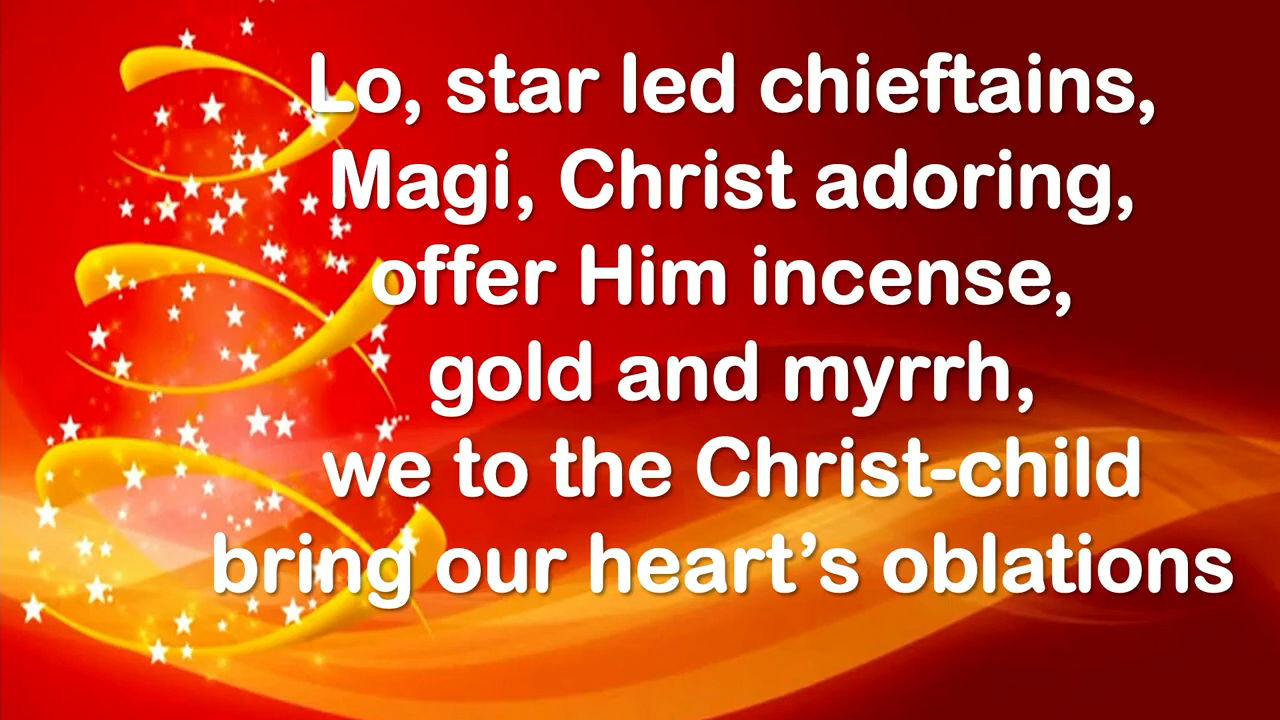 Lo, star led chieftains,
Magi, Christ adoring,
offer Him incense,
gold and myrrh,
we to the Christ-child
bring our heart’s oblations